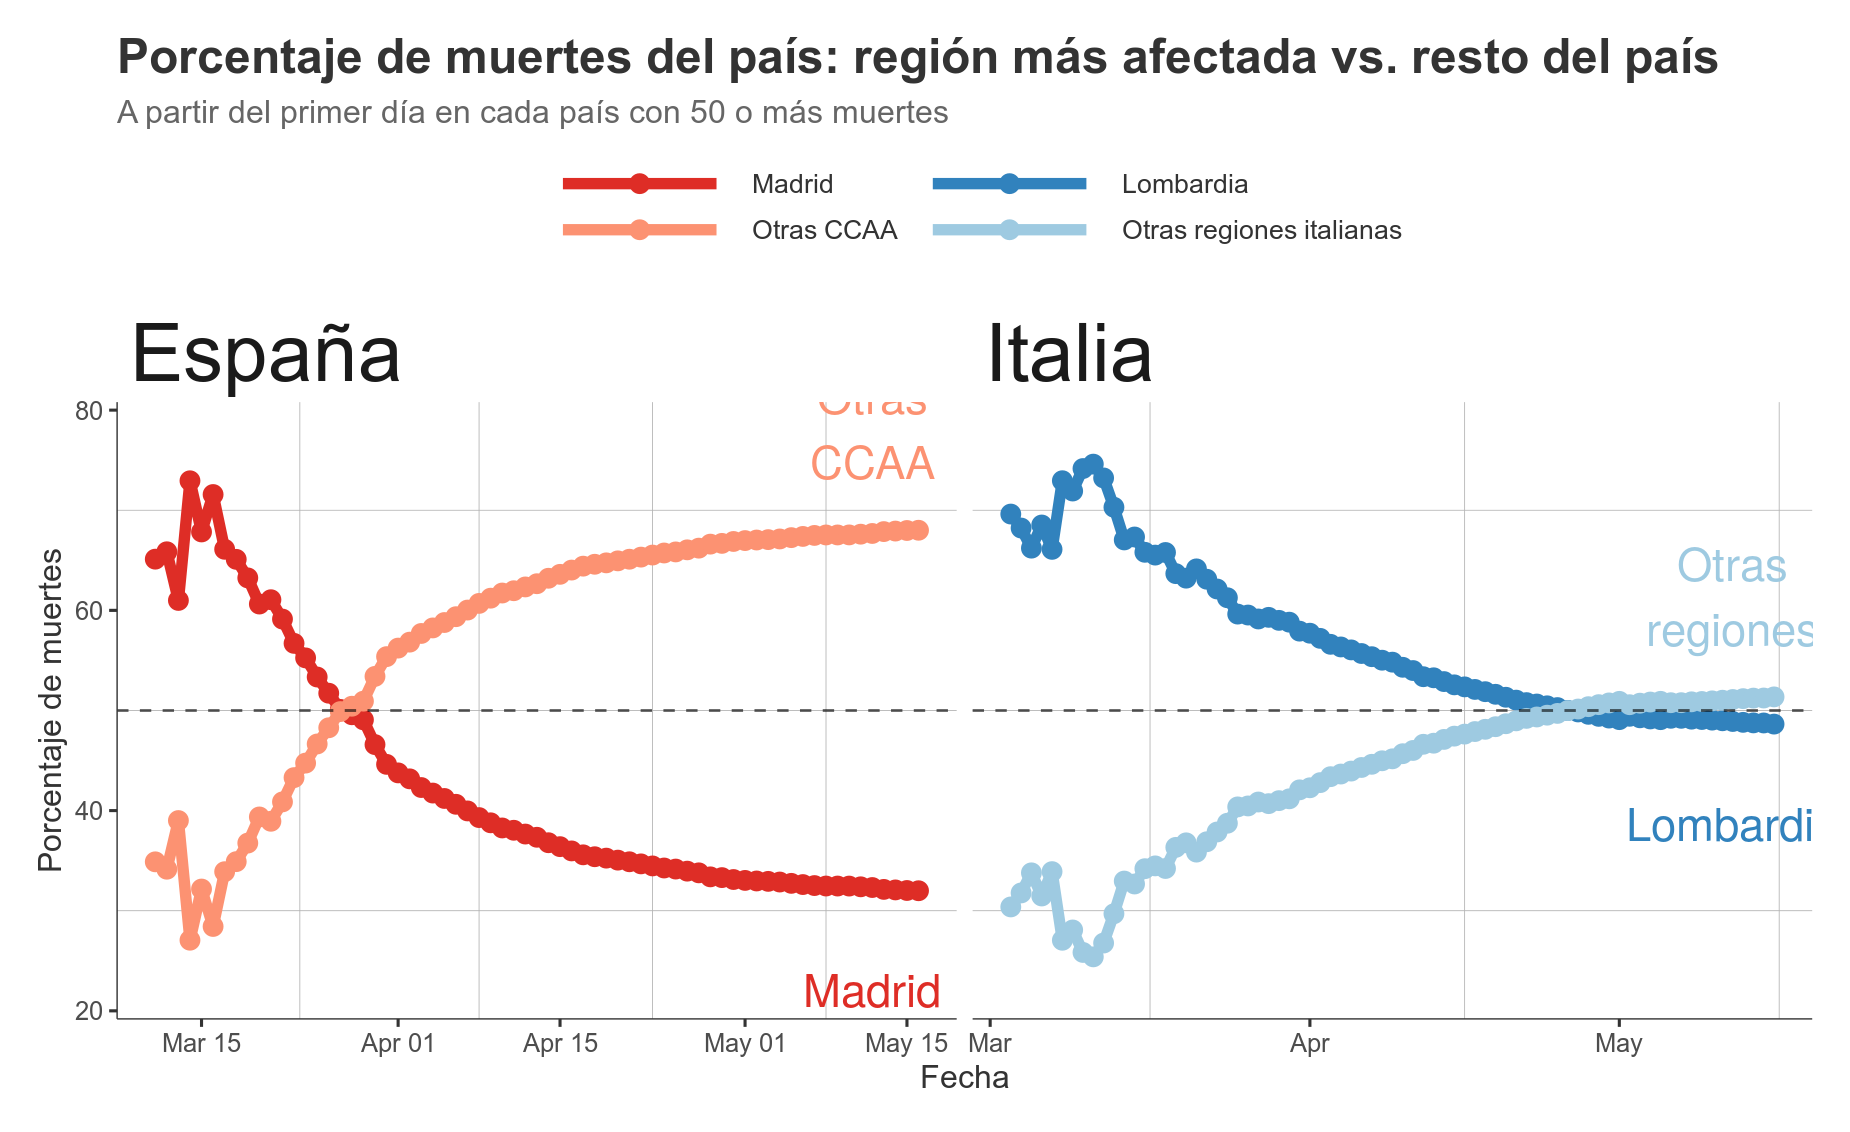 Porcentaje de muertes del país: región más afectada vs. resto del país
A partir del primer día en cada país con 50 o más muertes
Madrid
Lombardia
Otras CCAA
Otras regiones italianas
España
Italia
Porcentaje de muertes
80
60
40
20
Otras
CCAA
Madrid
Otras
regiones
Lombardi
Mar 15
Apr 01
Apr 15
May 01
May 15
Mar
Apr
May
Fecha